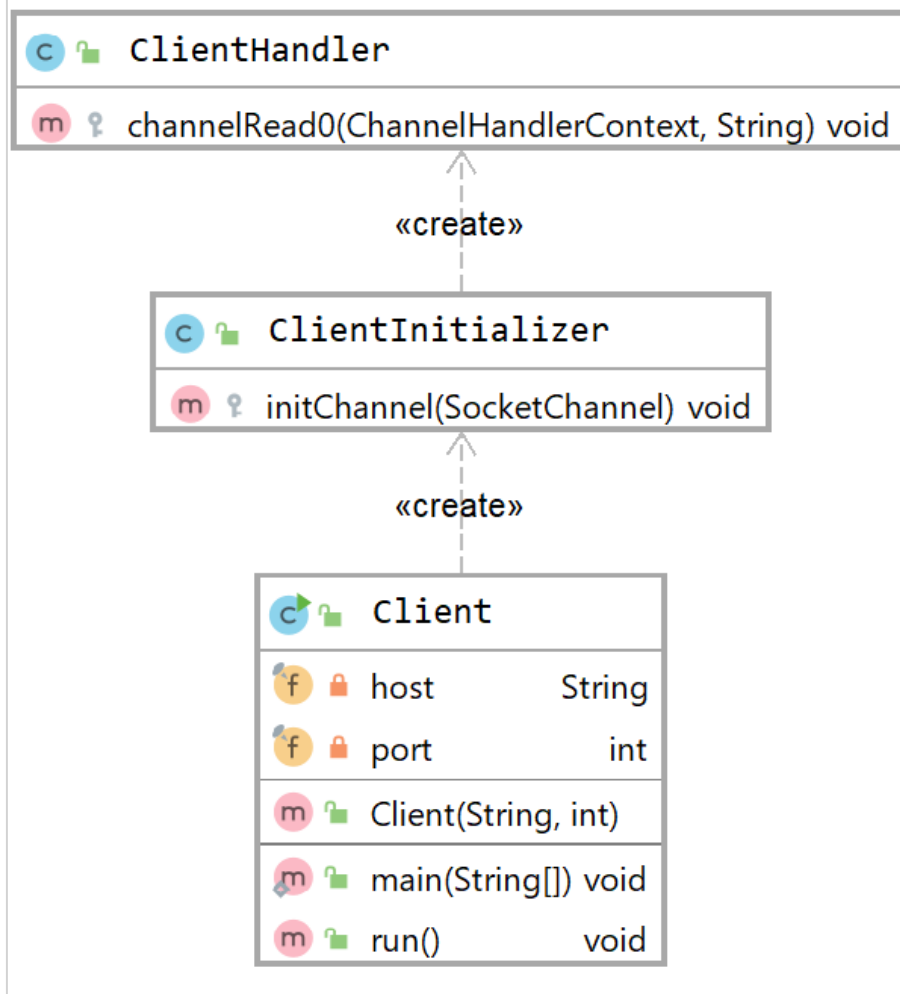 C ClientHandler
m channelRead0(ChannelHandlerContext, String) void
«create»
C ClientInitializer
m initChannel(SocketChannel) void
«create»
C Client
f host String
f port int
m Client(String, int)
m main(String[]) void
m run() void